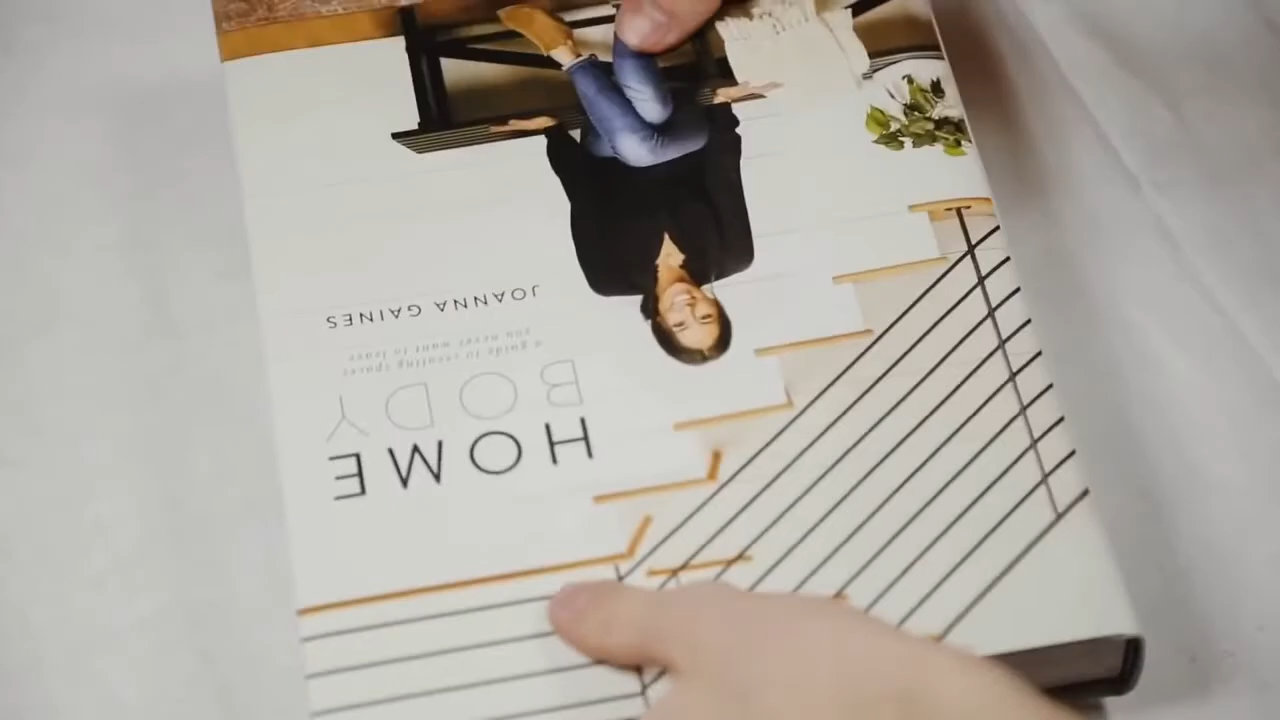 HOME
BODY
a guide to creating spaces
you never want to leave
JOANNA GAINES